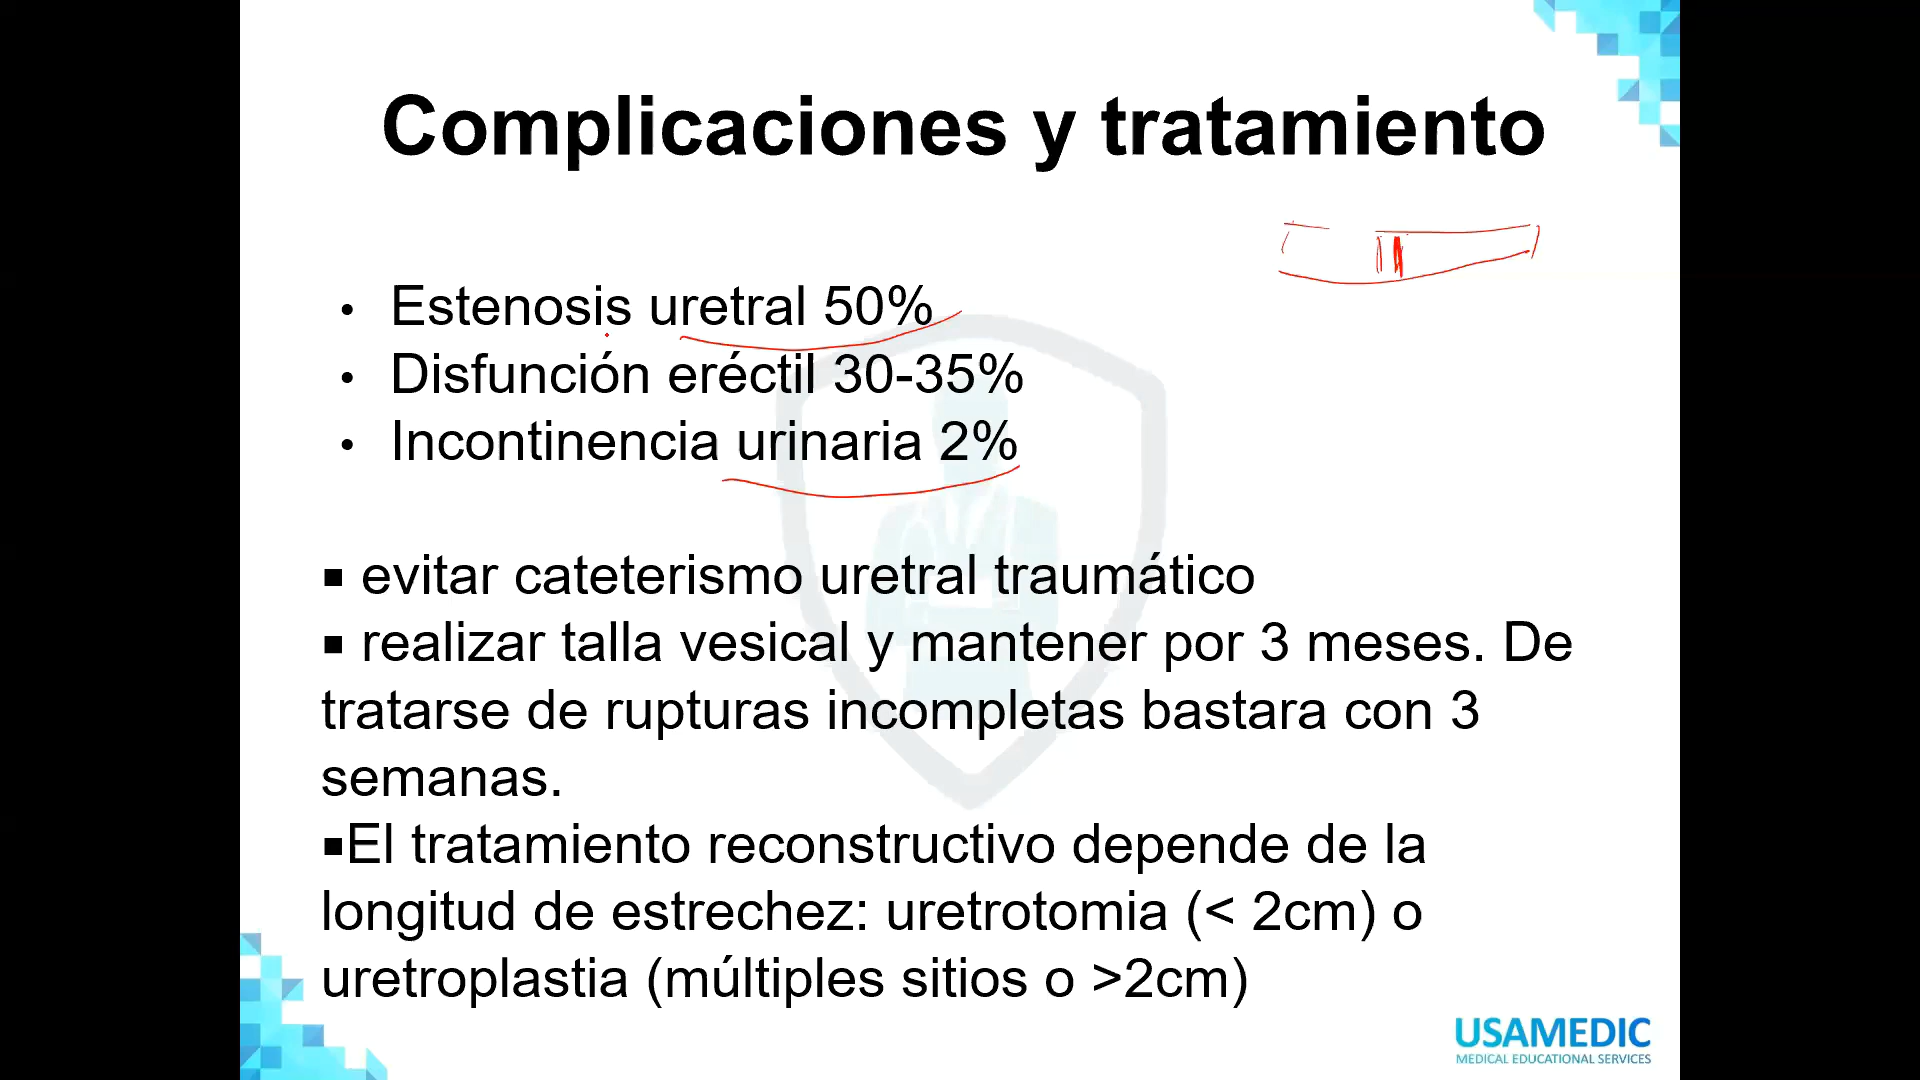 Complicaciones y tratamiento
• Estenosis uretral 50%
• Disfunción eréctil 30-35%
• Incontinencia urinaria 2%
▪ evitar cateterismo uretral traumático
▪ realizar talla vesical y mantener por 3 meses. De
tratarse de rupturas incompletas bastara con 3
semanas.
▪El tratamiento reconstructivo depende de la
longitud de estrechez: uretrotomia (< 2cm) o
uretroplastia (múltiples sitios o >2cm)
USAMEDIC
MEDICAL EDUCATIONAL SERVICES